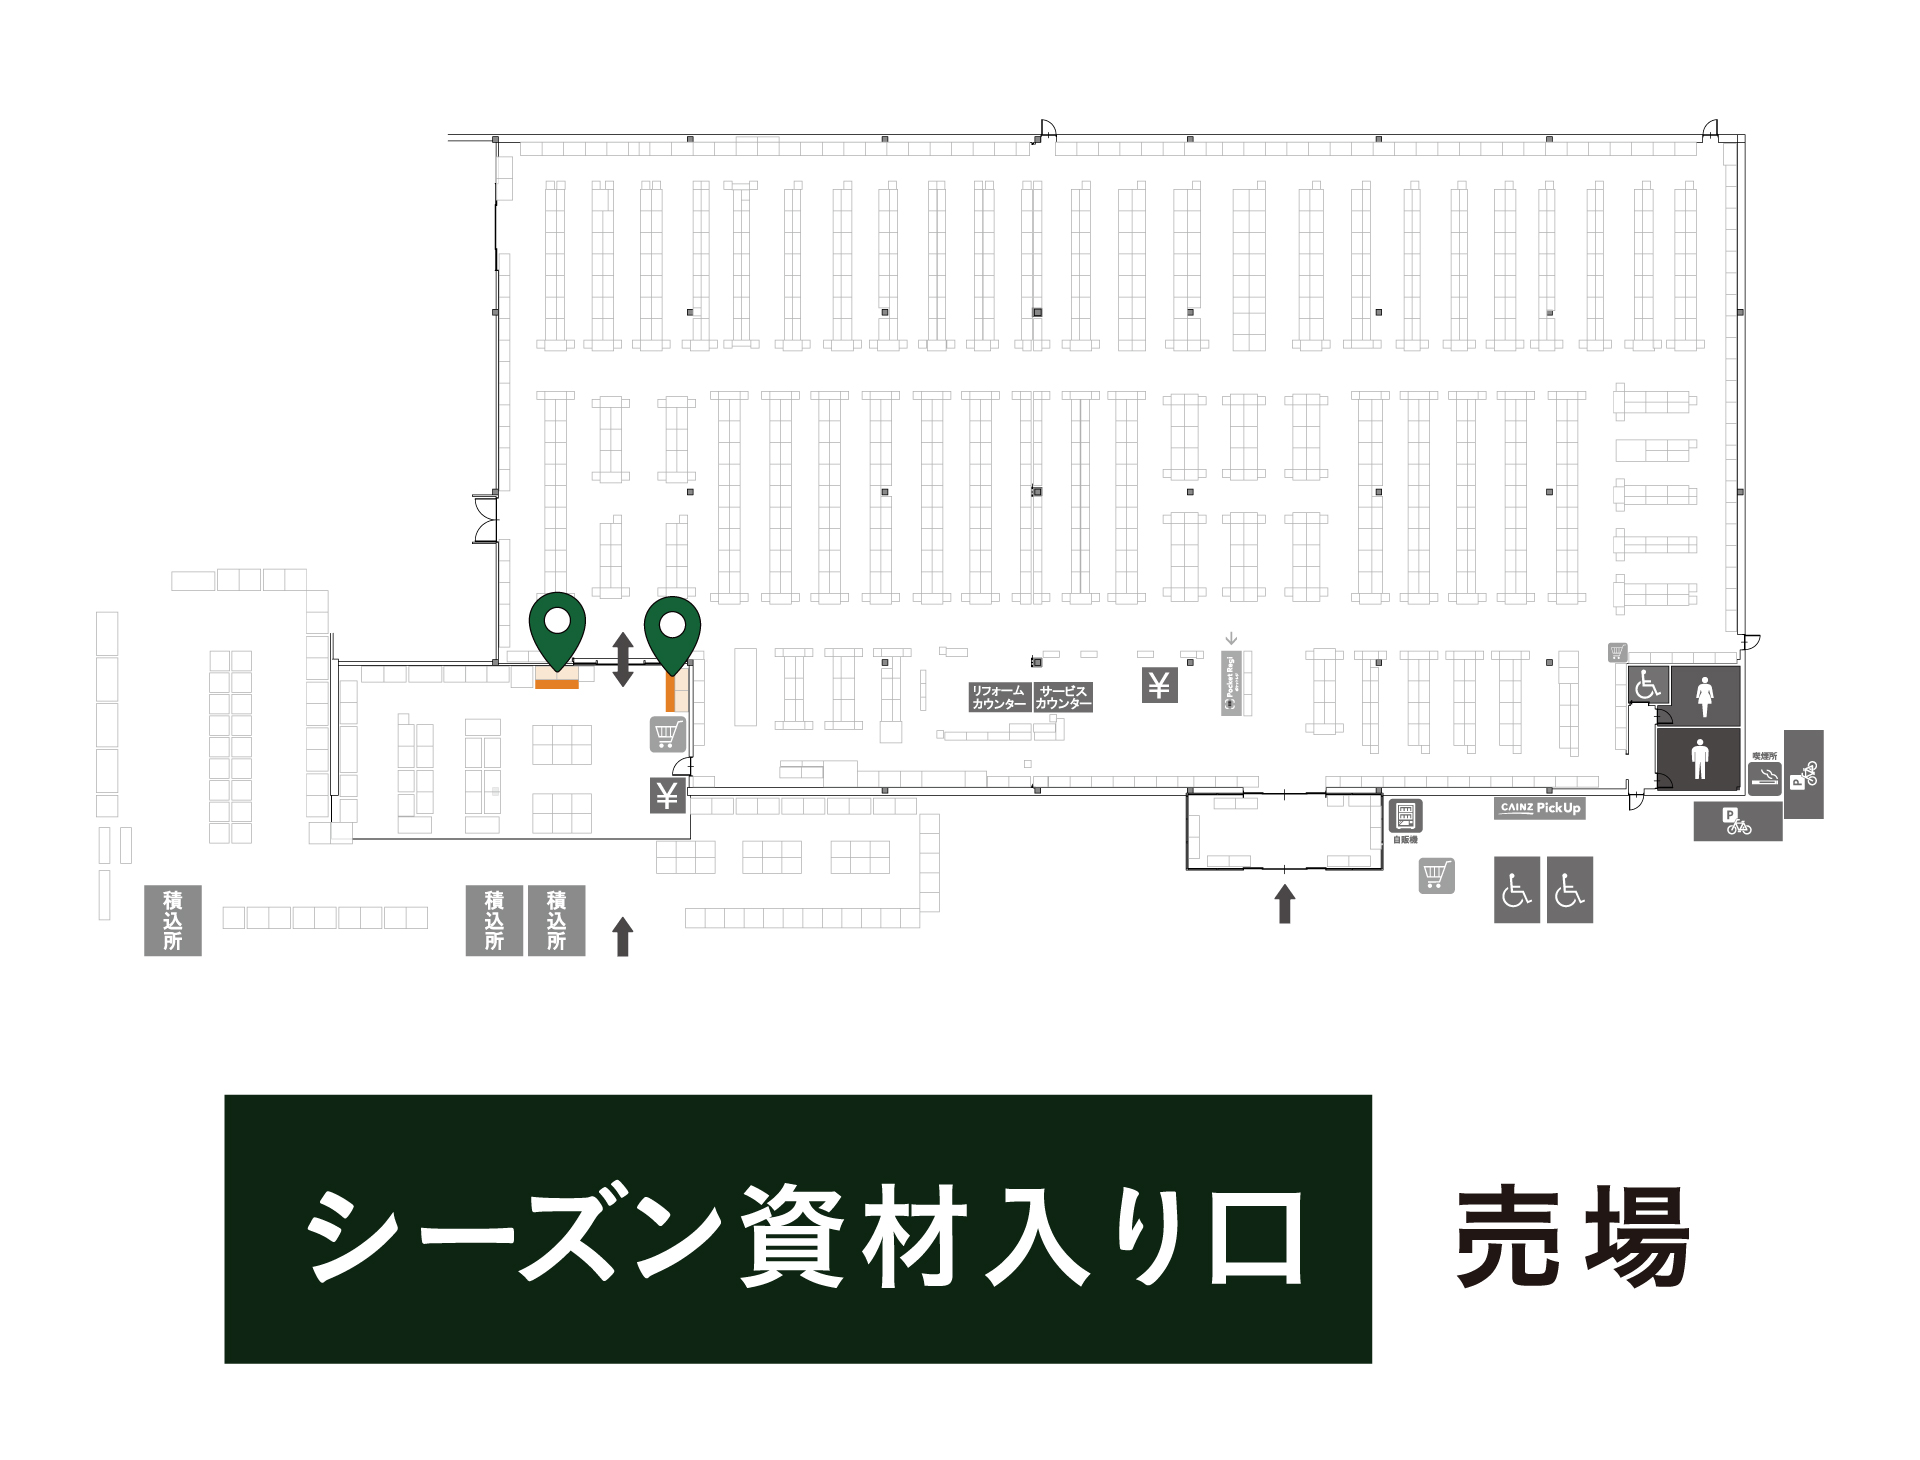 Pocket Regi
リフォーム
カウンター
サービス
カウンター
¥
¥
喫煙所
P
P
CAINZ PickUp
自販機
積込所
積込所
積込所
シーズン資材入り口 売場